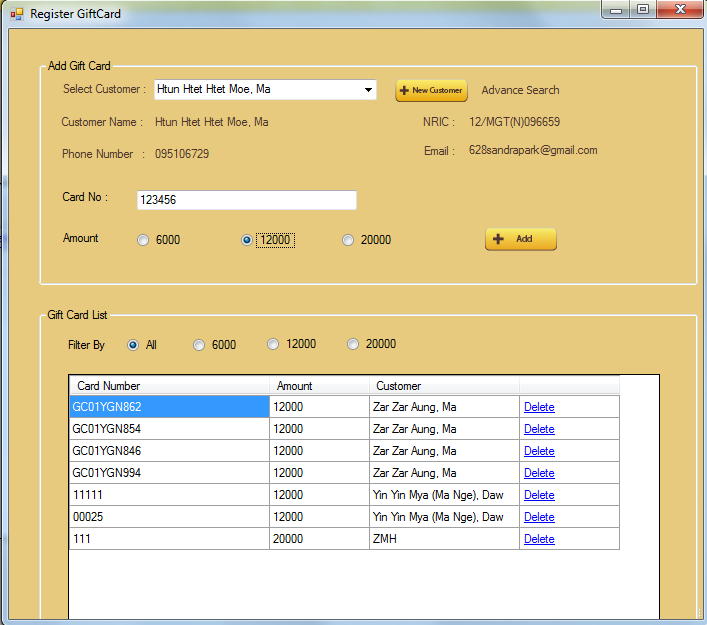 Register GiftCard
Add Gift Card
Select Customer : Htun Htet Htet Moe, Ma New Customer Advance Search
Customer Name : Htun Htet Htet Moe, Ma NRIC : 12/MGT(N)096659
Phone Number : 095106729 Email : 628sandrapark@gmail.com
Card No : 123456
Amount 6000 12000 20000 Add
Gift Card List
Filter By All 6000 12000 20000
Card Number Amount Customer
GC01YGN862 12000 Zar Zar Aung, Ma Delete
GC01YGN854 12000 Zar Zar Aung, Ma Delete
GC01YGN846 12000 Zar Zar Aung, Ma Delete
GC01YGN994 12000 Zar Zar Aung, Ma Delete
11111 12000 Yin Yin Mya (Ma Nge), Daw Delete
00025 12000 Yin Yin Mya (Ma Nge), Daw Delete
111 20000 ZMH Delete